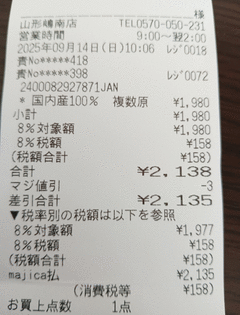 様
山形嶋南店 TEL0570-050-231
営業時間 9:00～翌2:00
2025年09月14日(日)10:06 ﾚｼﾞ0018
責No*****418
責No*****398 ﾚｼﾞ0072
2400082927871JAN
* 国内産100% 複数原 ¥1,980
小計 ¥1,980
8%対象額 ¥1,980
8%税額 ¥158
(税額合計 ¥158)
合計 ¥2,138
マジ値引 -3
差引合計 ¥2,135
▼税率別の税額は以下を参照
8%対象額 ¥1,977
8%税額 ¥158
(税額合計 ¥158)
majica払 ¥2,135
(消費税等 ¥158)
お買上点数 1点